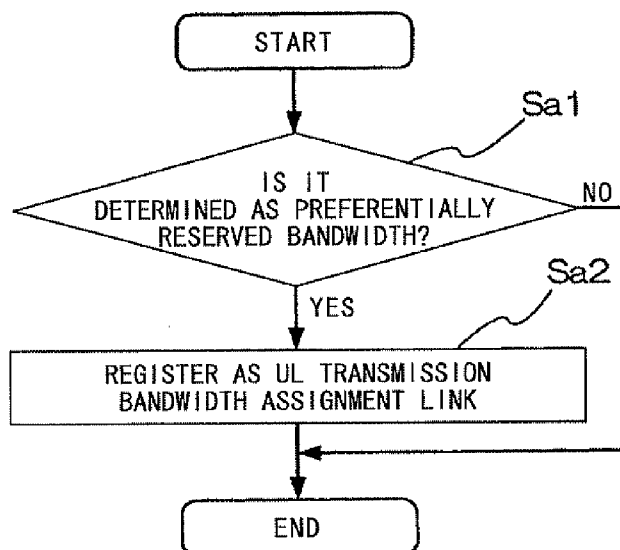 START
Sa1
IS IT
DETERMINED AS PREFERENTIALLY
RESERVED BANDWIDTH?
NO
YES
Sa2
REGISTER AS UL TRANSMISSION
BANDWIDTH ASSIGNMENT LINK
END